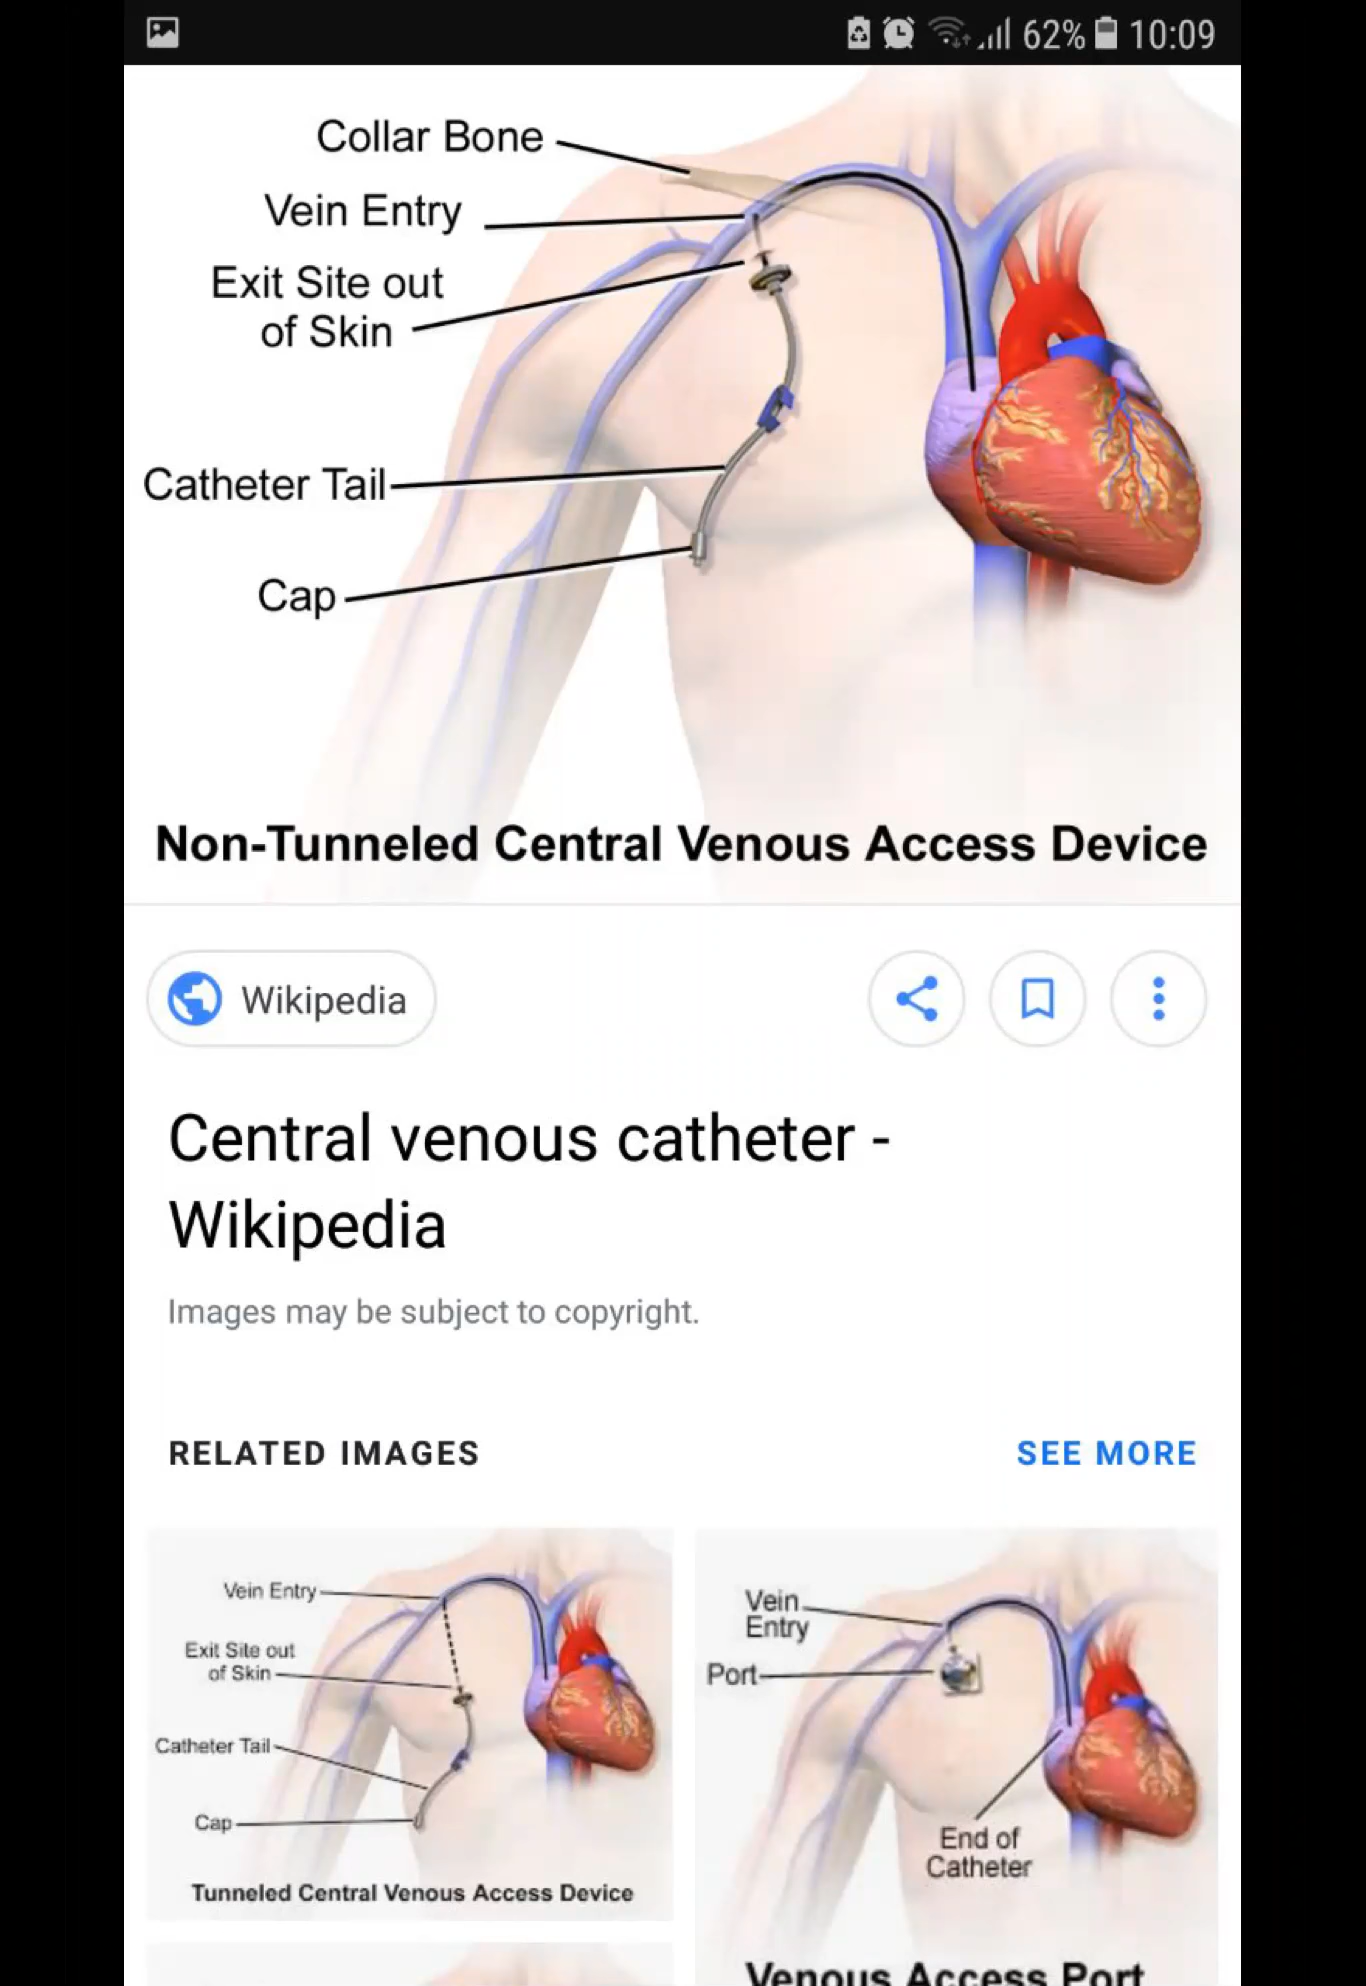 62% 10:09
Collar Bone
Vein Entry
Exit Site out
of Skin
Catheter Tail
Cap
Non-Tunneled Central Venous Access Device
Wikipedia
Central venous catheter -
Wikipedia
Images may be subject to copyright.
RELATED IMAGES
SEE MORE
Vein Entry
Exit Site out
of Skin
Catheter Tail
Cap
Tunneled Central Venous Access Device
Vein
Entry
Port
End of
Catheter
Venous Access Port